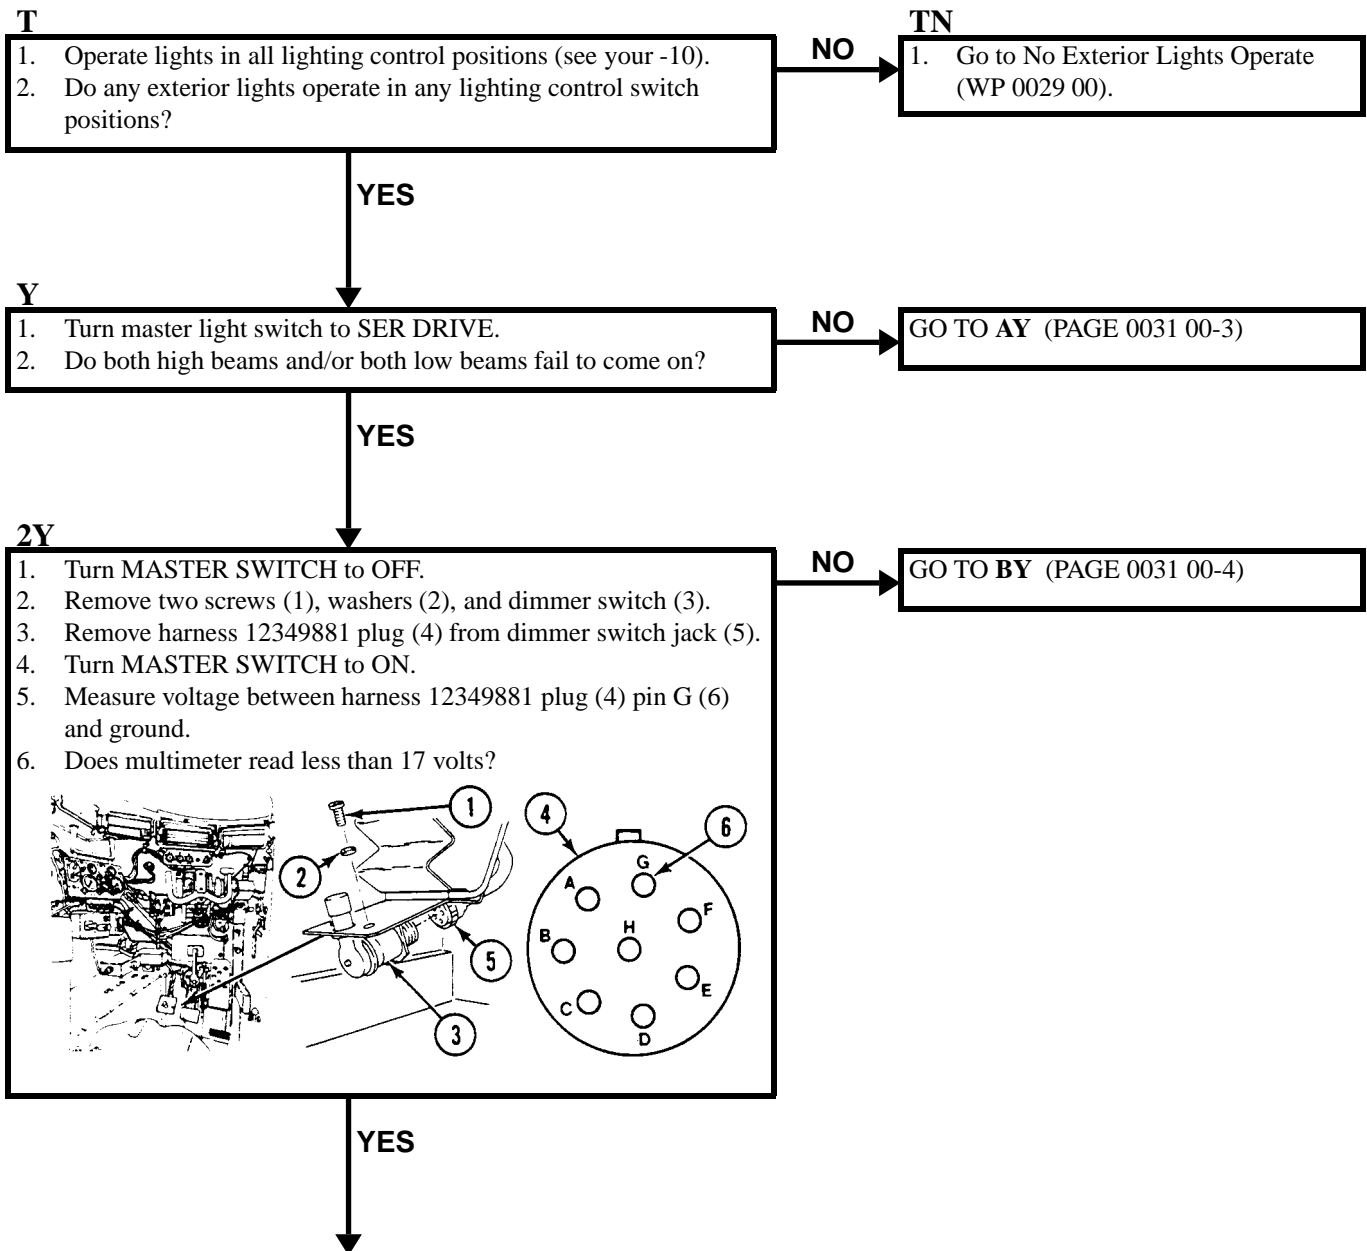 T
1. Operate lights in all lighting control positions (see your -10).
2. Do any exterior lights operate in any lighting control switch
positions?
NO
TN
1. Go to No Exterior Lights Operate
(WP 0029 00).
YES
Y
1. Turn master light switch to SER DRIVE.
2. Do both high beams and/or both low beams fail to come on?
NO
GO TO AY (PAGE 0031 00-3)
YES
2Y
1. Turn MASTER SWITCH to OFF.
2. Remove two screws (1), washers (2), and dimmer switch (3).
3. Remove harness 12349881 plug (4) from dimmer switch jack (5).
4. Turn MASTER SWITCH to ON.
5. Measure voltage between harness 12349881 plug (4) pin G (6)
and ground.
6. Does multimeter read less than 17 volts?
NO
GO TO BY (PAGE 0031 00-4)
1
2
3
5
4
6
A
G
F
B
H
E
C
D
YES